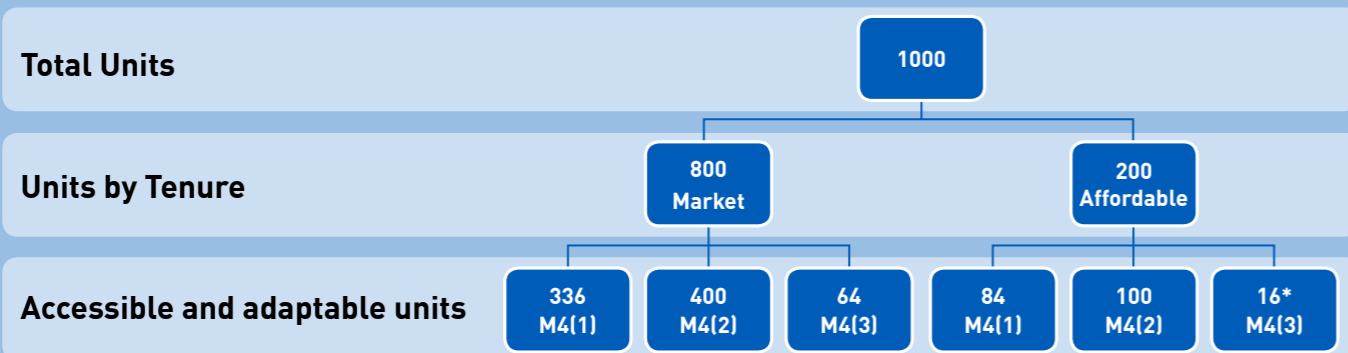 Total Units
1000
Units by Tenure
800
Market
200
Affordable
Accessible and adaptable units
336
M4(1)
400
M4(2)
64
M4(3)
84
M4(1)
100
M4(2)
16*
M4(3)